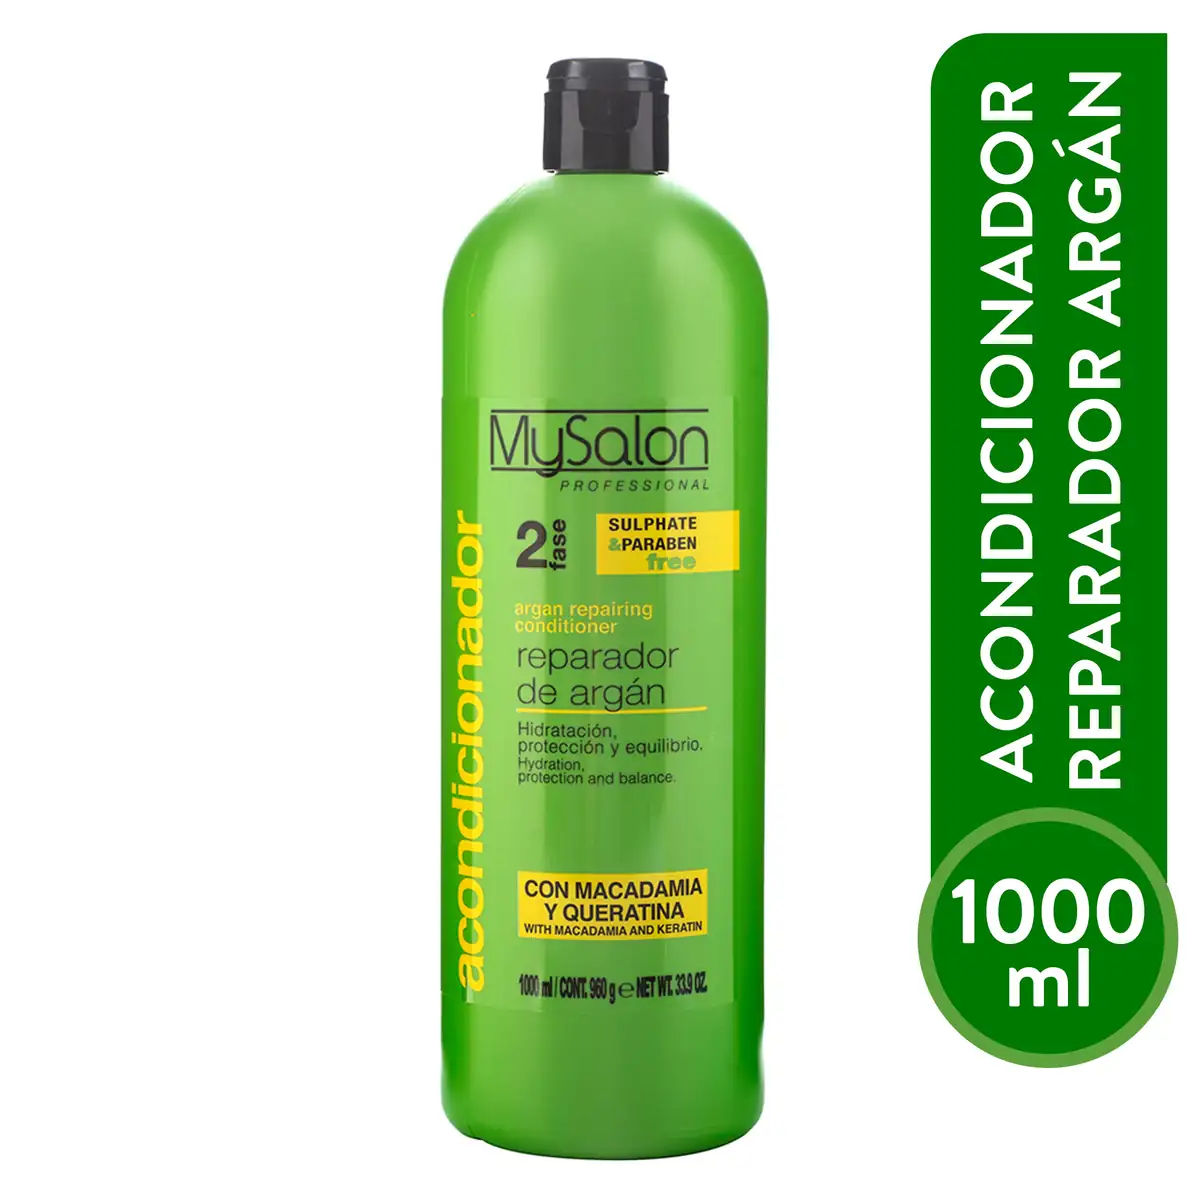 MySalon
PROFESSIONAL
2 fase
SULPHATE
&PARABEN
free
argan repairing
conditioner
reparador
de argán
Hidratación,
protección y equilibrio.
Hydration,
protection and balance.
CON MACADAMIA
Y QUERATINA
WITH MACADAMIA AND KERATIN
1000 ml / CONT. 960 g e NET WT. 33.9 OZ.
acondicionador
ACONDICIONADOR
REPARADOR ARGÁN
1000
ml